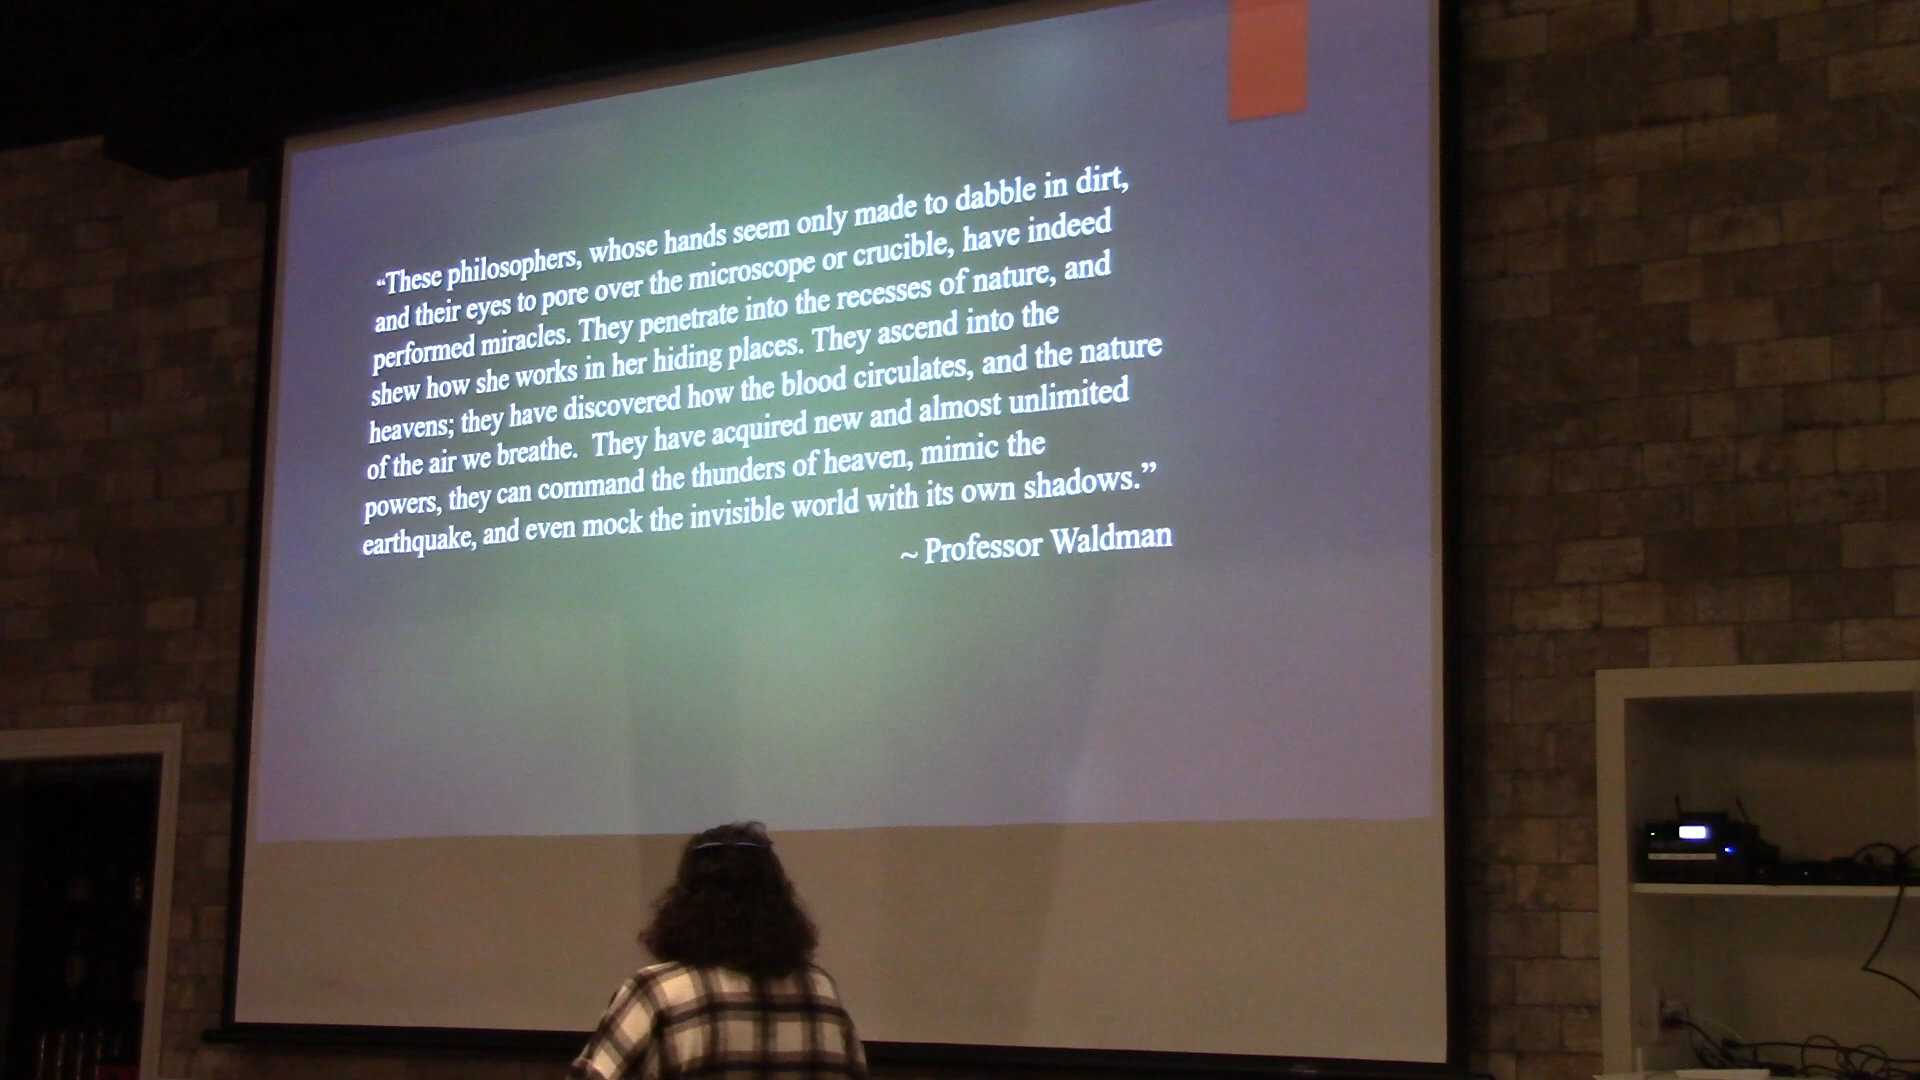 “These philosophers, whose hands seem only made to dabble in dirt,
and their eyes to pore over the microscope or crucible, have indeed
performed miracles. They penetrate into the recesses of nature, and
shew how she works in her hiding places. They ascend into the
heavens; they have discovered how the blood circulates, and the nature
of the air we breathe.  They have acquired new and almost unlimited
powers, they can command the thunders of heaven, mimic the
earthquake, and even mock the invisible world with its own shadows.”
~ Professor Waldman